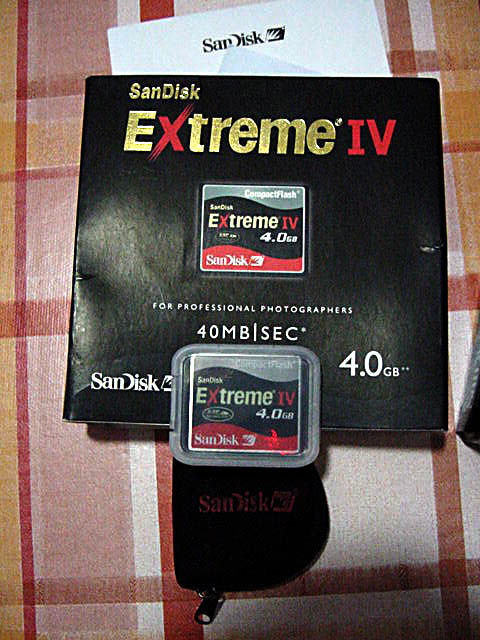 SanDisk
SanDisk
Extreme® IV
CompactFlash®
SanDisk
Extreme IV
4.0GB
SanDisk
FOR PROFESSIONAL PHOTOGRAPHERS
40MB|SEC*
SanDisk
4.0GB**
CompactFlash®
SanDisk
Extreme® IV
4.0GB
SanDisk
SanDisk